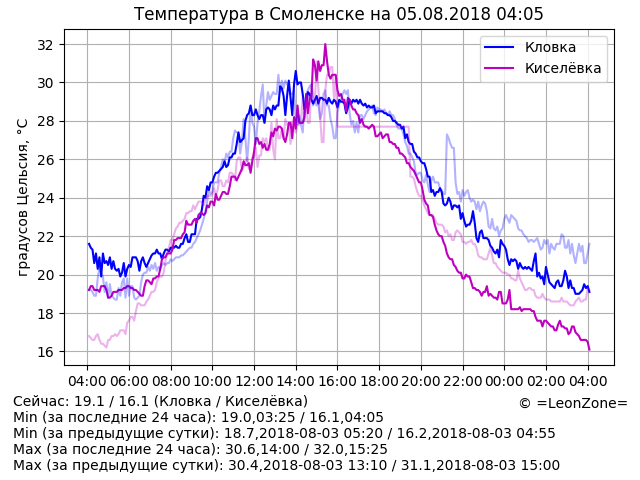 Температура в Смоленске на 05.08.2018 04:05
градусов Цельсия, °C
32
30
28
26
24
22
20
18
16
Кловка
Киселёвка
04:00 06:00 08:00 10:00 12:00 14:00 16:00 18:00 20:00 22:00 00:00 02:00 04:00
Сейчас: 19.1 / 16.1 (Кловка / Киселёвка)
© =LeonZone=
Min (за последние 24 часа): 19.0,03:25 / 16.1,04:05
Min (за предыдущие сутки): 18.7,2018-08-03 05:20 / 16.2,2018-08-03 04:55
Max (за последние 24 часа): 30.6,14:00 / 32.0,15:25
Max (за предыдущие сутки): 30.4,2018-08-03 13:10 / 31.1,2018-08-03 15:00